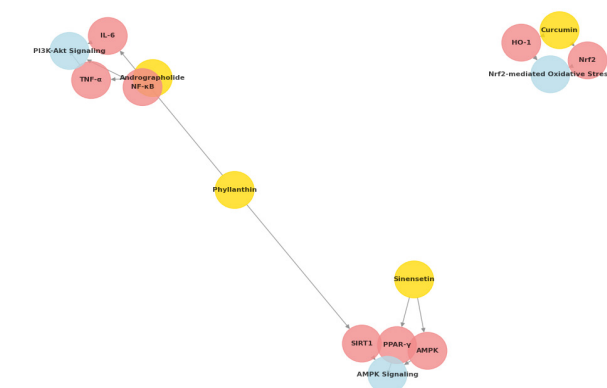 Curcumin
IL-6
HO-1
PI3K-Akt Signaling
Nrf2
Nrf2-mediated Oxidative Stres
TNF-α
Andrographolide
NF-κB
Phyllanthin
Sinensetin
SIRT1
PPAR-γ
AMPK
AMPK Signaling